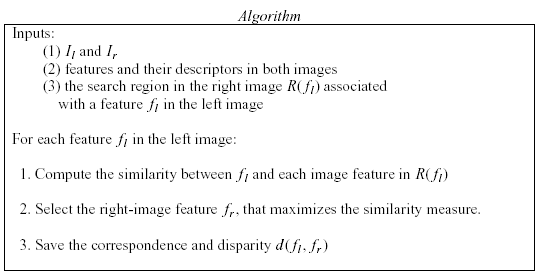 Algorithm
Inputs:
(1) I_l and I_r
(2) features and their descriptors in both images
(3) the search region in the right image R(f_l) associated
with a feature f_l in the left image
For each feature f_l in the left image:
1. Compute the similarity between f_l and each image feature in R(f_l)
2. Select the right-image feature f_r, that maximizes the similarity measure.
3. Save the correspondence and disparity d(f_l, f_r)